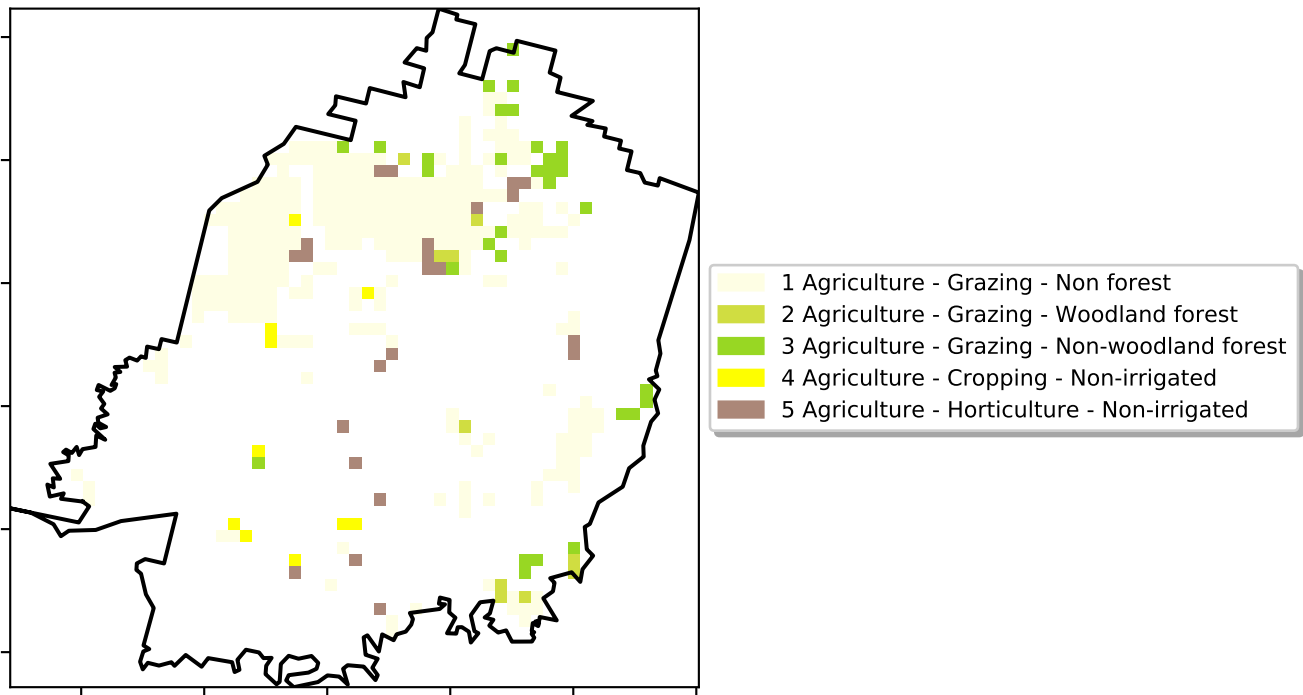 1 Agriculture - Grazing - Non forest
2 Agriculture - Grazing - Woodland forest
3 Agriculture - Grazing - Non-woodland forest
4 Agriculture - Cropping - Non-irrigated
5 Agriculture - Horticulture - Non-irrigated